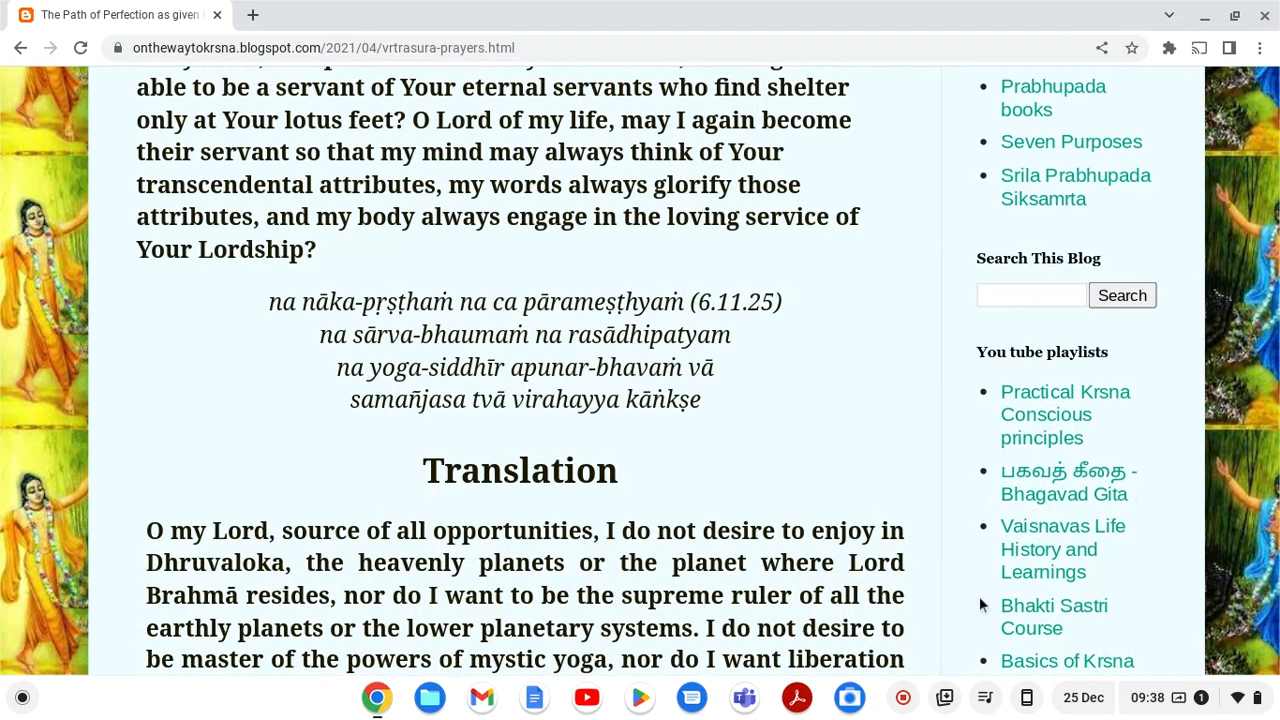 The Path of Perfection as given
onthewaytokrsna.blogspot.com/2021/04/vrtrasura-prayers.html
able to be a servant of Your eternal servants who find shelter
only at Your lotus feet? O Lord of my life, may I again become
their servant so that my mind may always think of Your
transcendental attributes, my words always glorify those
attributes, and my body always engage in the loving service of
Your Lordship?
na nāka-pṛṣṭhaṁ na ca pārameṣṭhyaṁ (6.11.25)
na sārva-bhaumaṁ na rasādhipatyam
na yoga-siddhīr apunar-bhavaṁ vā
samañjasa tvā virahayya kāṅkṣe
Translation
O my Lord, source of all opportunities, I do not desire to enjoy in
Dhruvaloka, the heavenly planets or the planet where Lord
Brahmā resides, nor do I want to be the supreme ruler of all the
earthly planets or the lower planetary systems. I do not desire to
be master of the powers of mystic yoga, nor do I want liberation
Prabhupada
books
Seven Purposes
Srila Prabhupada
Siksamrta
Search This Blog
Search
You tube playlists
Practical Krsna
Conscious
principles
பகவத் கீதை -
Bhagavad Gita
Vaisnavas Life
History and
Learnings
Bhakti Sastri
Course
Basics of Krsna
25 Dec
09:38
1